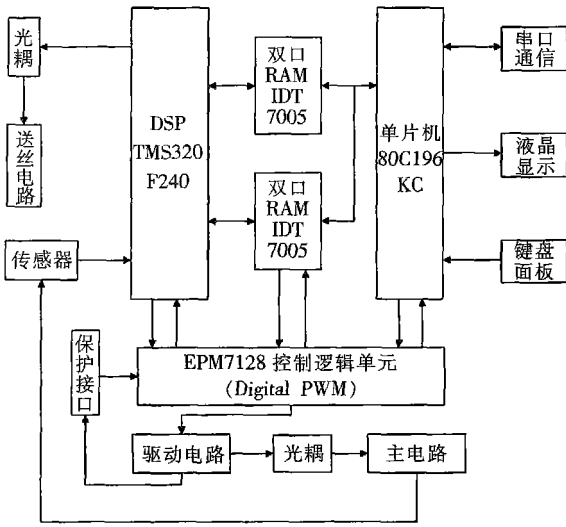 光
耦
送
丝
电
路
传感器
DSP
TMS320
F240
双口
RAM
IDT
7005
双口
RAM
IDT
7005
单片机
80C196
KC
串口
通信
液晶
显示
键盘
面板
保
护
接
口
EPM7128 控制逻辑单元
(Digital PWM)
驱动电路
光耦
主电路